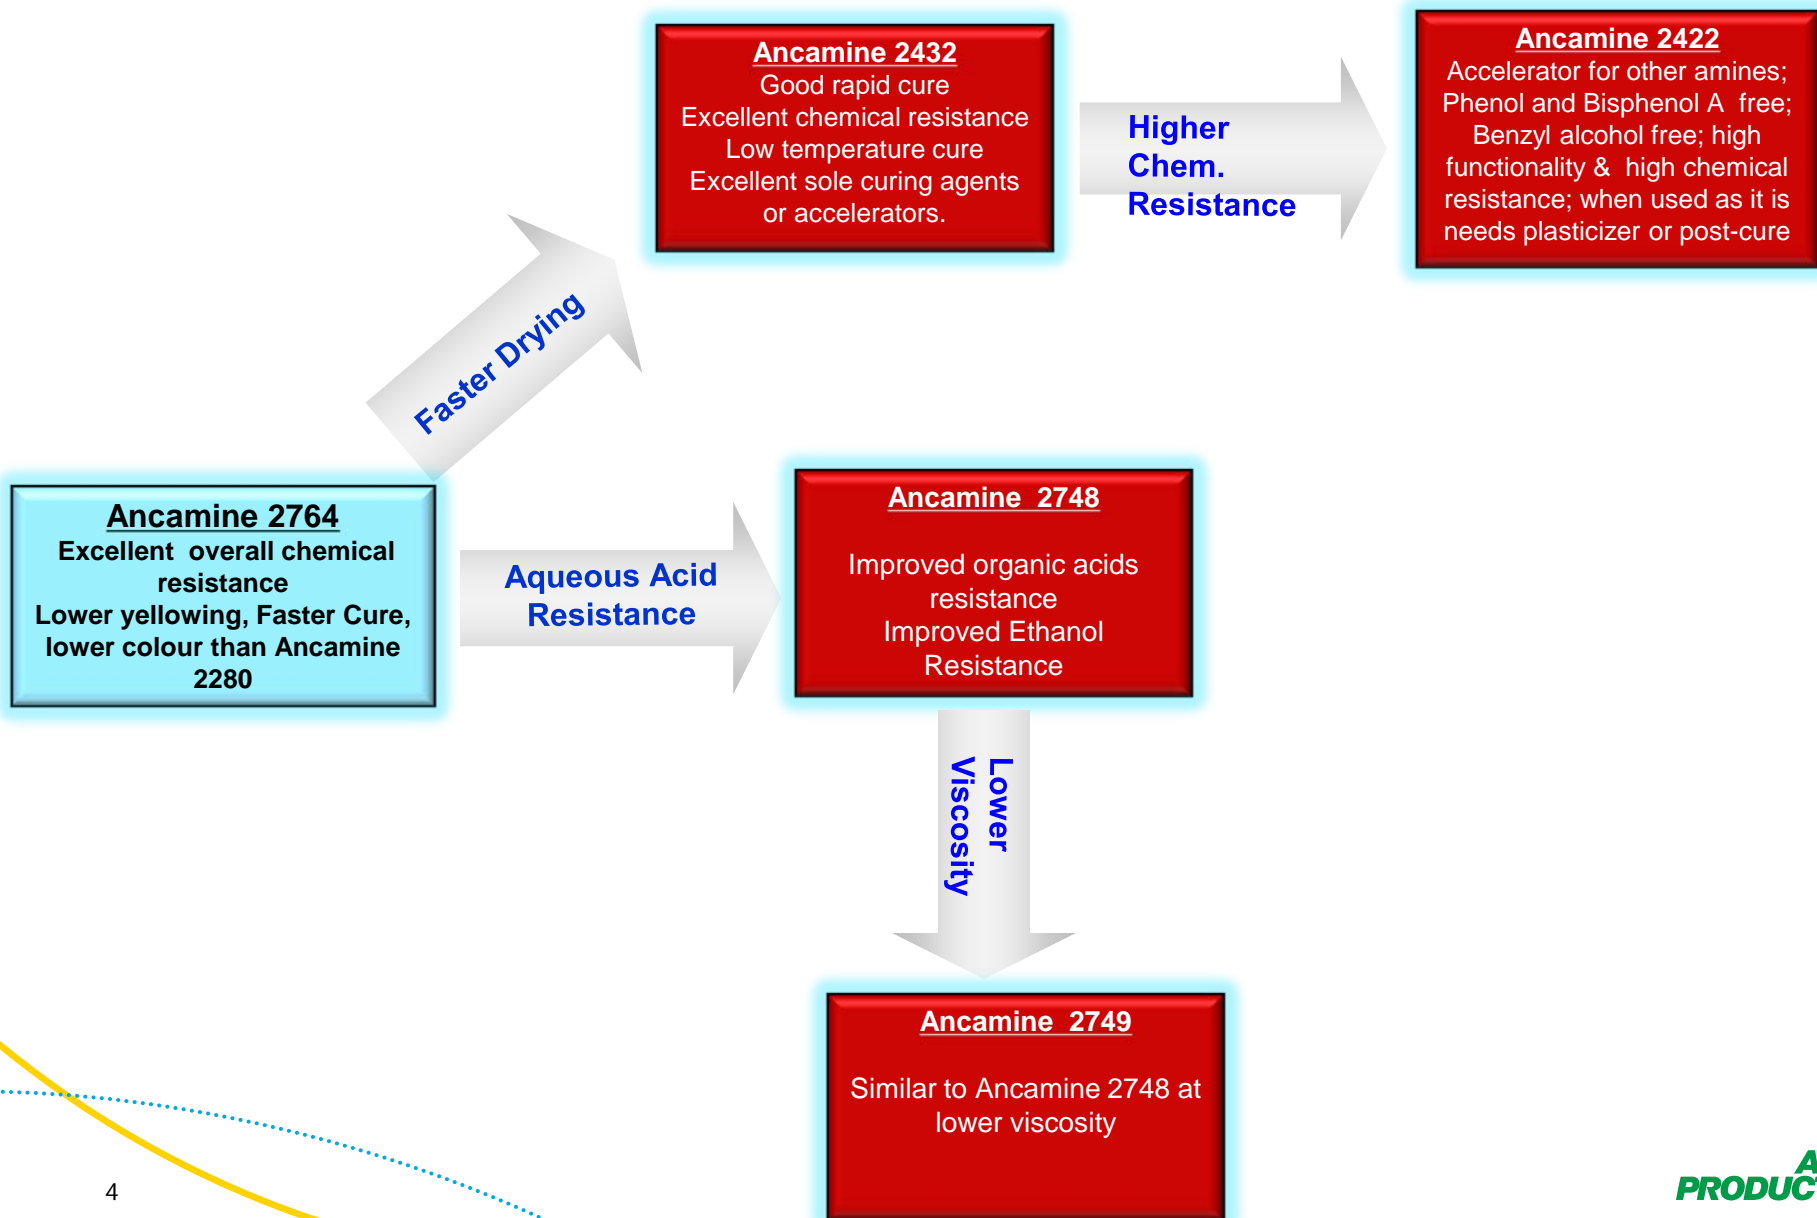 Ancamine 2432
Good rapid cure
Excellent chemical resistance
Low temperature cure
Excellent sole curing agents
or accelerators.
Higher
Chem.
Resistance
Ancamine 2422
Accelerator for other amines;
Phenol and Bisphenol A free;
Benzyl alcohol free; high
functionality & high chemical
resistance; when used as it is
needs plasticizer or post-cure
Faster Drying
Ancamine 2764
Excellent overall chemical
resistance
Lower yellowing, Faster Cure,
lower colour than Ancamine
2280
Aqueous Acid
Resistance
Ancamine 2748
Improved organic acids
resistance
Improved Ethanol
Resistance
Lower
Viscosity
Ancamine 2749
Similar to Ancamine 2748 at
lower viscosity
4
A
PRODUCT